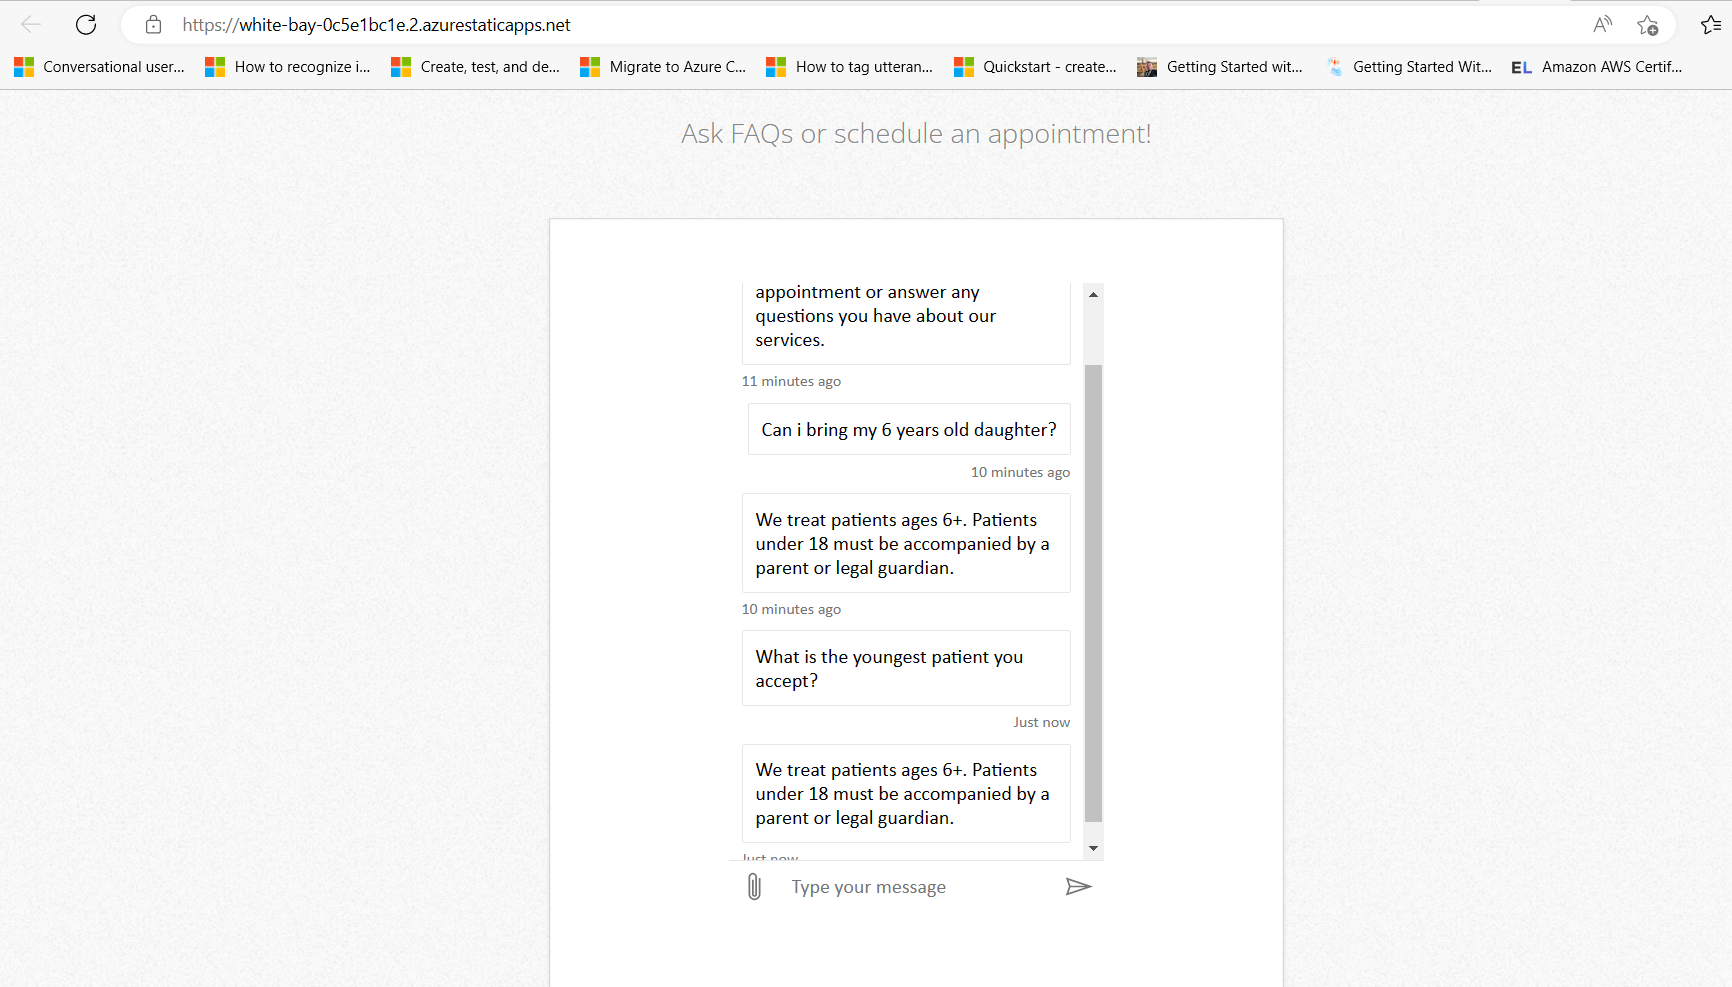 https://white-bay-0c5e1bc1e.2.azurestaticapps.net
Conversational user... How to recognize i... Create, test, and de... Migrate to Azure C... How to tag utteran... Quickstart - create... Getting Started wit... Getting Started Wit... EL Amazon AWS Certif...
Ask FAQs or schedule an appointment!
appointment or answer any
questions you have about our
services.
11 minutes ago
Can i bring my 6 years old daughter?
10 minutes ago
We treat patients ages 6+. Patients
under 18 must be accompanied by a
parent or legal guardian.
10 minutes ago
What is the youngest patient you
accept?
Just now
We treat patients ages 6+. Patients
under 18 must be accompanied by a
parent or legal guardian.
Just now
Type your message